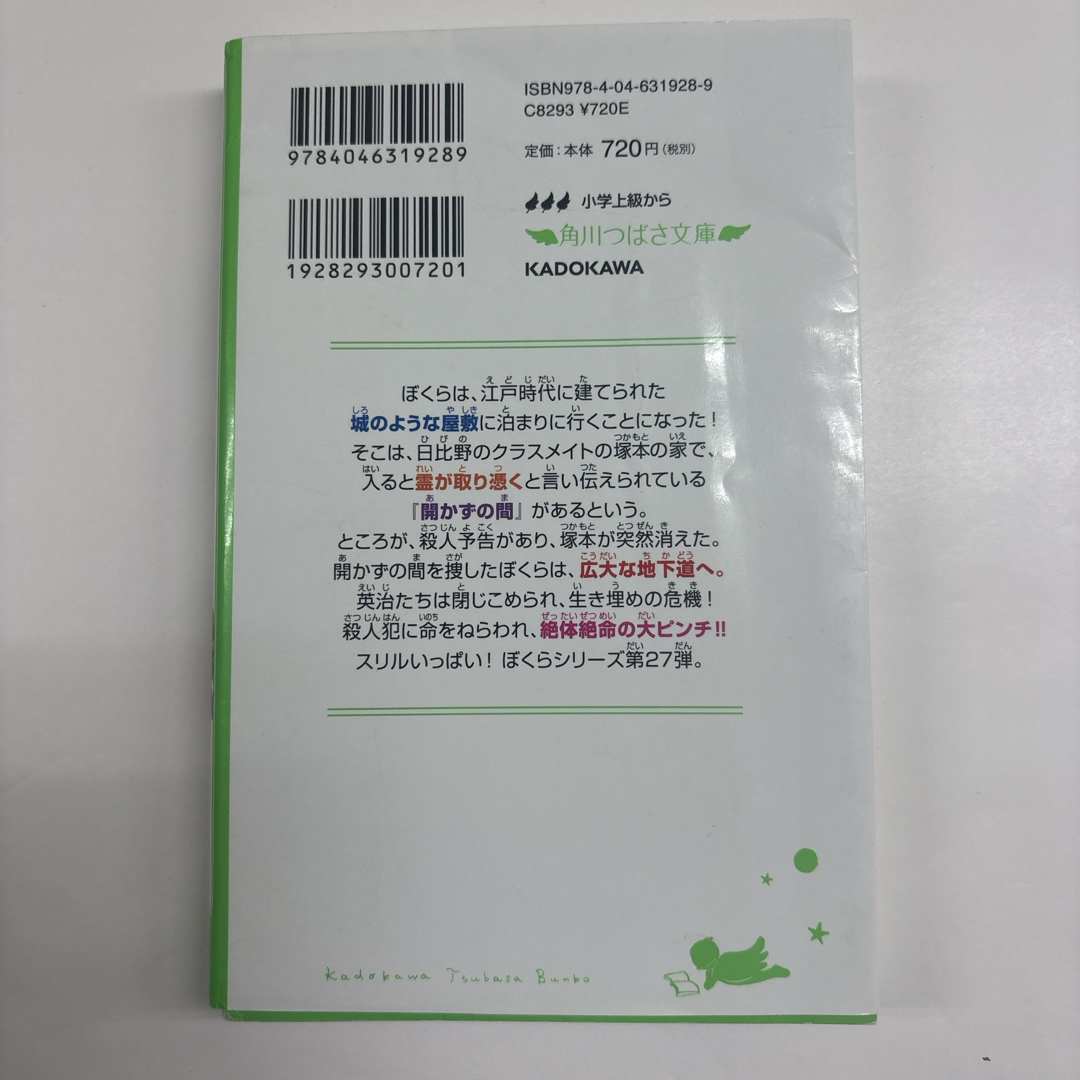 ISBN978-4-04-631928-9
C8293 ¥720E
9784046319289
定価：本体 720円（税別）
小学上級から
角川つばさ文庫
1928293007201
KADOKAWA
ぼくらは、江戸時代に建てられた
城のような屋敷に泊まりに行くことになった！
そこは、日比野のクラスメイトの塚本の家で、
入ると霊が取り憑くと言い伝えられている
『開かずの間』があるという。
ところが、殺人予告があり、塚本が突然消えた。
開かずの間を捜したぼくらは、広大な地下道へ。
英治たちは閉じこめられ、生き埋めの危機！
殺人犯に命をねらわれ、絶体絶命の大ピンチ!!
スリルいっぱい！ ぼくらシリーズ第27弾。
Kadokawa Tsubasa Bunko